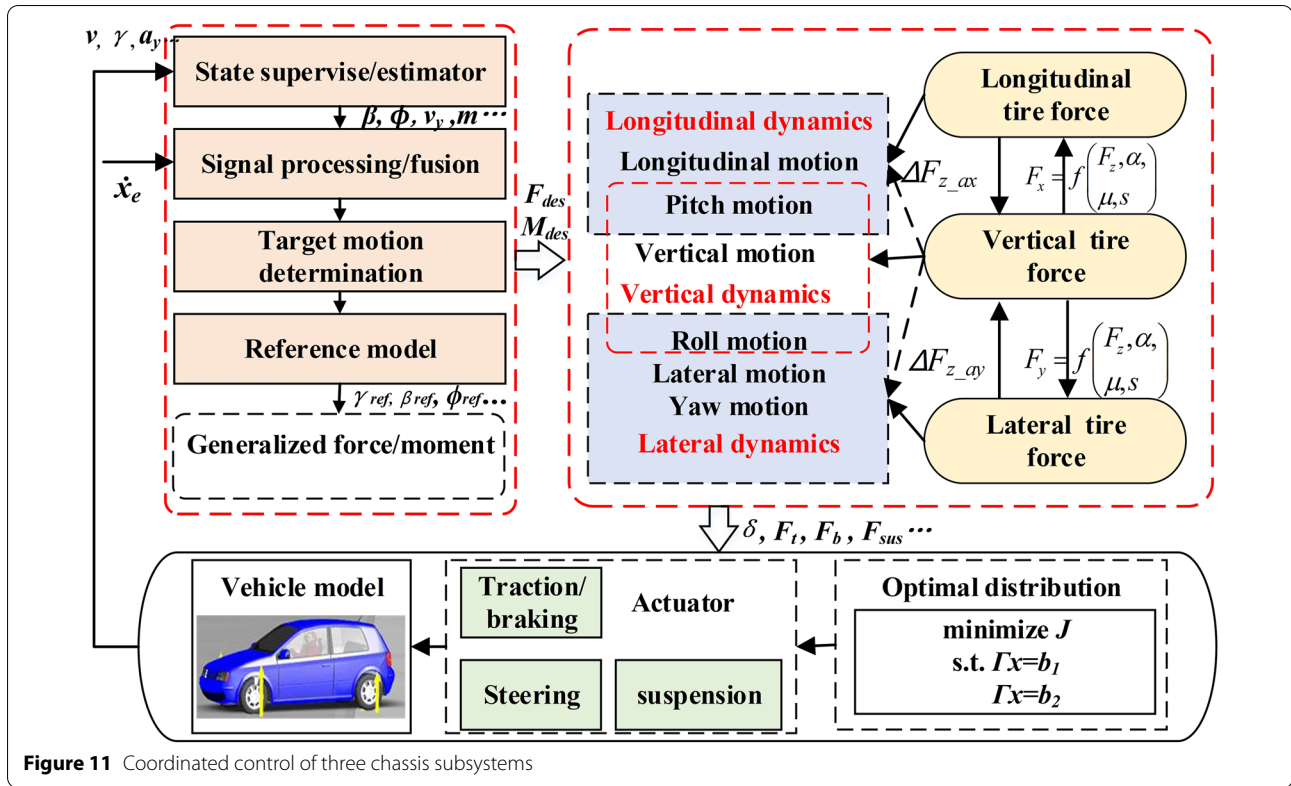 v, γ, a_y...
State supervise/estimator
β, ϕ, v_y, m...
Signal processing/fusion
ẋ_e
Target motion
determination
Reference model
γ_ref, β_ref, ϕ_ref...
Generalized force/moment
F_des
M_des
Longitudinal dynamics
Longitudinal motion
Pitch motion
Vertical motion
Vertical dynamics
Roll motion
Lateral motion
Yaw motion
Lateral dynamics
Longitudinal
tire force
ΔF_{z_ax}
F_x = f(F_z, α,
μ, s)
Vertical tire
force
ΔF_{z_ay}
F_y = f(F_z, α,
μ, s)
Lateral tire
force
δ, F_t, F_b, F_sus...
Vehicle model
Traction/
braking
Actuator
Steering
suspension
Optimal distribution
minimize J
s.t. Γx=b_1
Γx=b_2
Figure 11 Coordinated control of three chassis subsystems